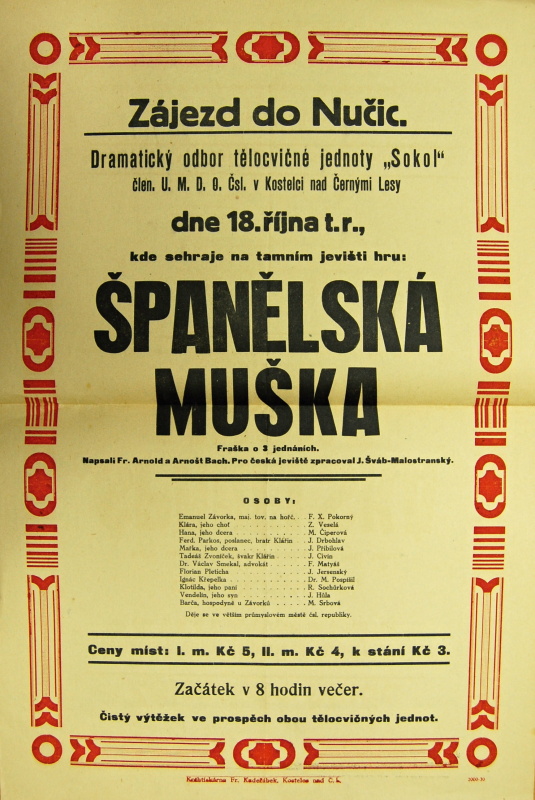 Zájezd do Nučic.
Dramatický odbor tělocvičné jednoty „Sokol“
člen. U. M. D. O. Čsl. v Kostelci nad Černými Lesy
dne 18. října t. r.,
kde sehraje na tamním jevišti hru:
ŠPANĚLSKÁ
MUŠKA
Fraška o 3 jednáních.
Napsali Fr. Arnold a Arnošt Bach. Pro česká jeviště zpracoval J. Šváb-Malostranský.
OSOBY:
Emanuel Závorka, maj. tov. na hořč. . F. X. Pokorný
Klára, jeho choť . . . . . . . . . Z. Veselá
Hana, jeho dcera . . . . . . . . . M. Čiperová
Ferd. Parkos, poslanec, bratr Klářin . J. Drbohlav
Mařka, jeho dcera . . . . . . . . J. Přibilová
Tadeáš Zvoníček, švakr Klářin . . . J. Civín
Dr. Václav Smekal, advokát . . . . F. Matyáš
Florian Pleticha . . . . . . . . . J. Jersenský
Ignác Křepelka . . . . . . . . . Dr. M. Pospíšil
Klotilda, jeho paní . . . . . . . . R. Sochůrková
Vendelín, jeho syn . . . . . . . . J. Hůla
Barča, hospodyně u Závorků . . . . . M. Srbová
Děje se ve větším průmyslovém městě čsl. republiky.
Ceny míst: I. m. Kč 5, II. m. Kč 4, k stání Kč 3.
Začátek v 8 hodin večer.
Čistý výtěžek ve prospěch obou tělocvičných jednot.
Knihtiskárna Fr. Kadeřábek, Kostelec nad Č. L.